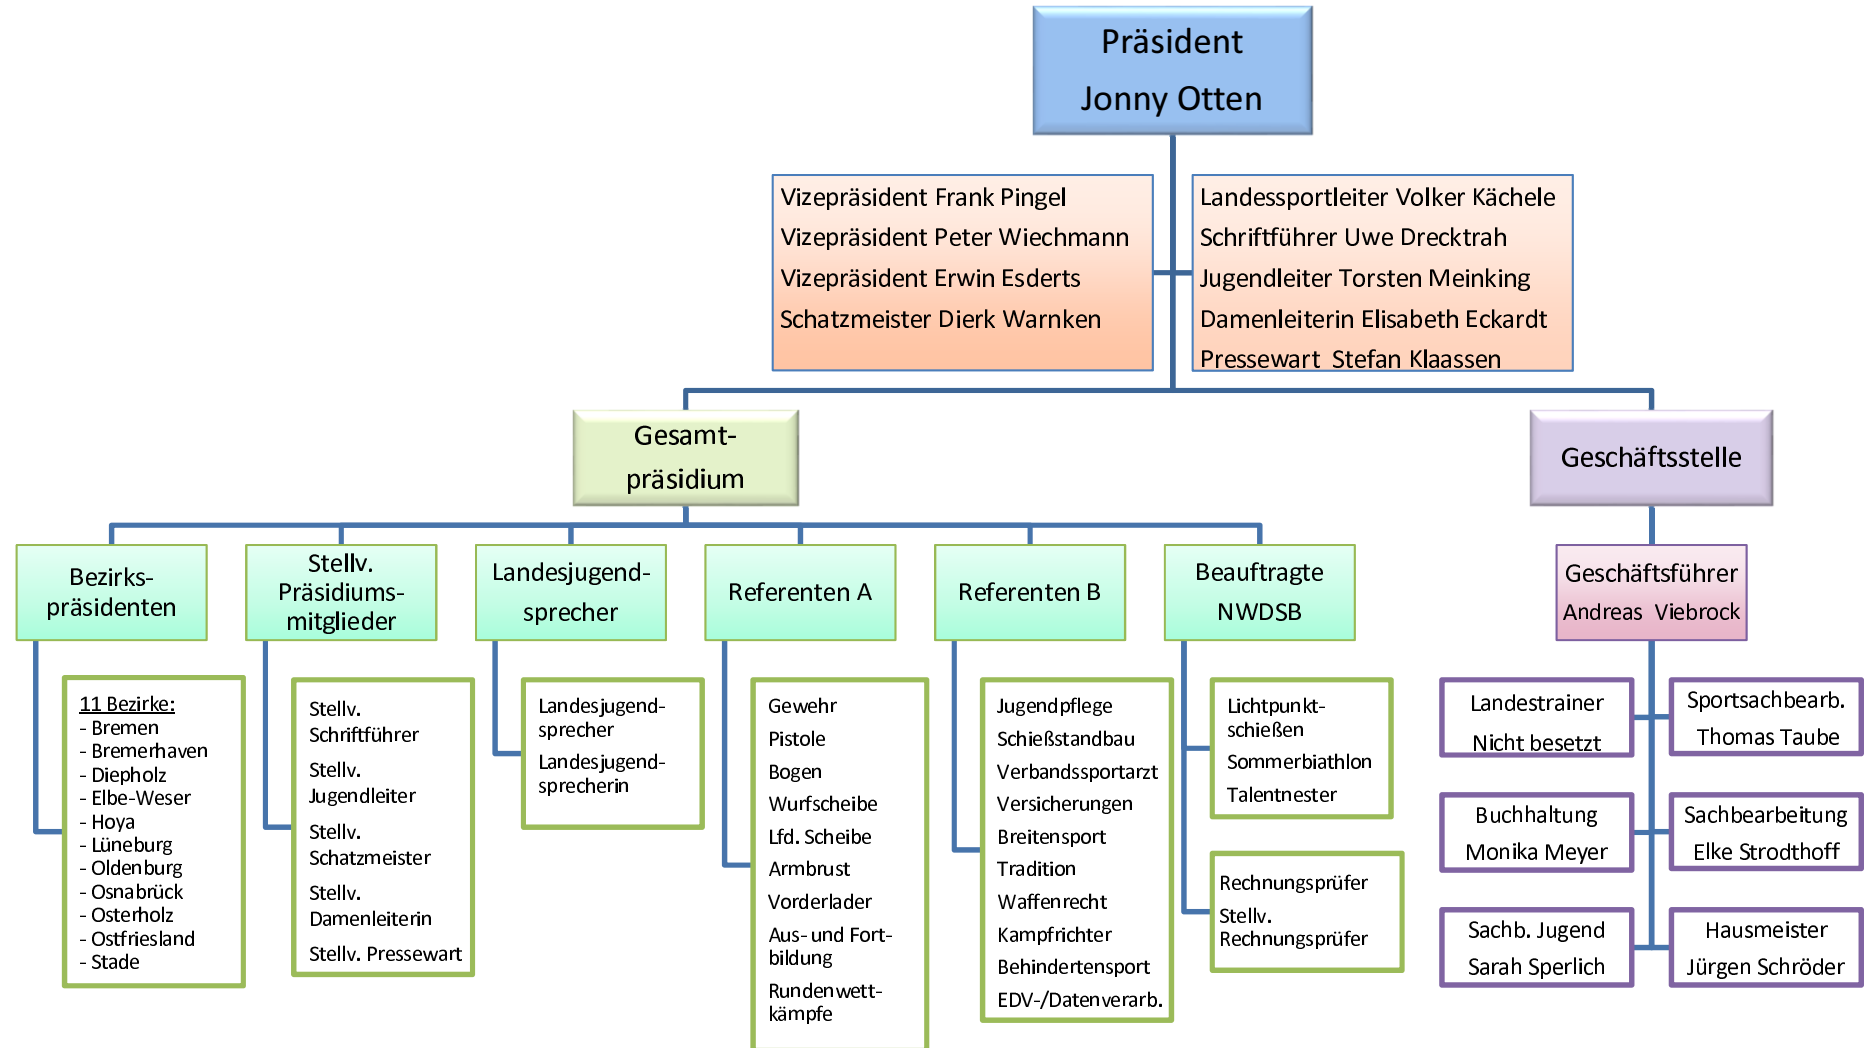 Präsident
Jonny Otten
Vizepräsident Frank Pingel
Vizepräsident Peter Wiechmann
Vizepräsident Erwin Esderts
Schatzmeister Dierk Warnken
Landessportleiter Volker Kächele
Schriftführer Uwe Drecktrah
Jugendleiter Torsten Meinking
Damenleiterin Elisabeth Eckardt
Pressewart Stefan Klaassen
Gesamt-
präsidium
Geschäftsstelle
Bezirks-
präsidenten
Stellv.
Präsidiums-
mitglieder
Landesjugend-
sprecher
Referenten A
Referenten B
Beauftragte
NWDSB
Geschäftsführer
Andreas Viebrock
11 Bezirke:
- Bremen
- Bremerhaven
- Diepholz
- Elbe-Weser
- Hoya
- Lüneburg
- Oldenburg
- Osnabrück
- Osterholz
- Ostfriesland
- Stade
Stellv.
Schriftführer
Stellv.
Jugendleiter
Stellv.
Schatzmeister
Stellv.
Damenleiterin
Stellv. Pressewart
Landesjugend-
sprecher
Landesjugend-
sprecherin
Gewehr
Pistole
Bogen
Wurfscheibe
Lfd. Scheibe
Armbrust
Vorderlader
Aus- und Fort-
bildung
Rundenwett-
kämpfe
Jugendpflege
Schießstandbau
Verbandssportarzt
Versicherungen
Breitensport
Tradition
Waffenrecht
Kampfrichter
Behindertensport
EDV-/Datenverarb.
Lichtpunkt-
schießen
Sommerbiathlon
Talentnester
Rechnungsprüfer
Stellv.
Rechnungsprüfer
Landestrainer
Nicht besetzt
Sportsachbearb.
Thomas Taube
Buchhaltung
Monika Meyer
Sachbearbeitung
Elke Strodthoff
Sachb. Jugend
Sarah Sperlich
Hausmeister
Jürgen Schröder